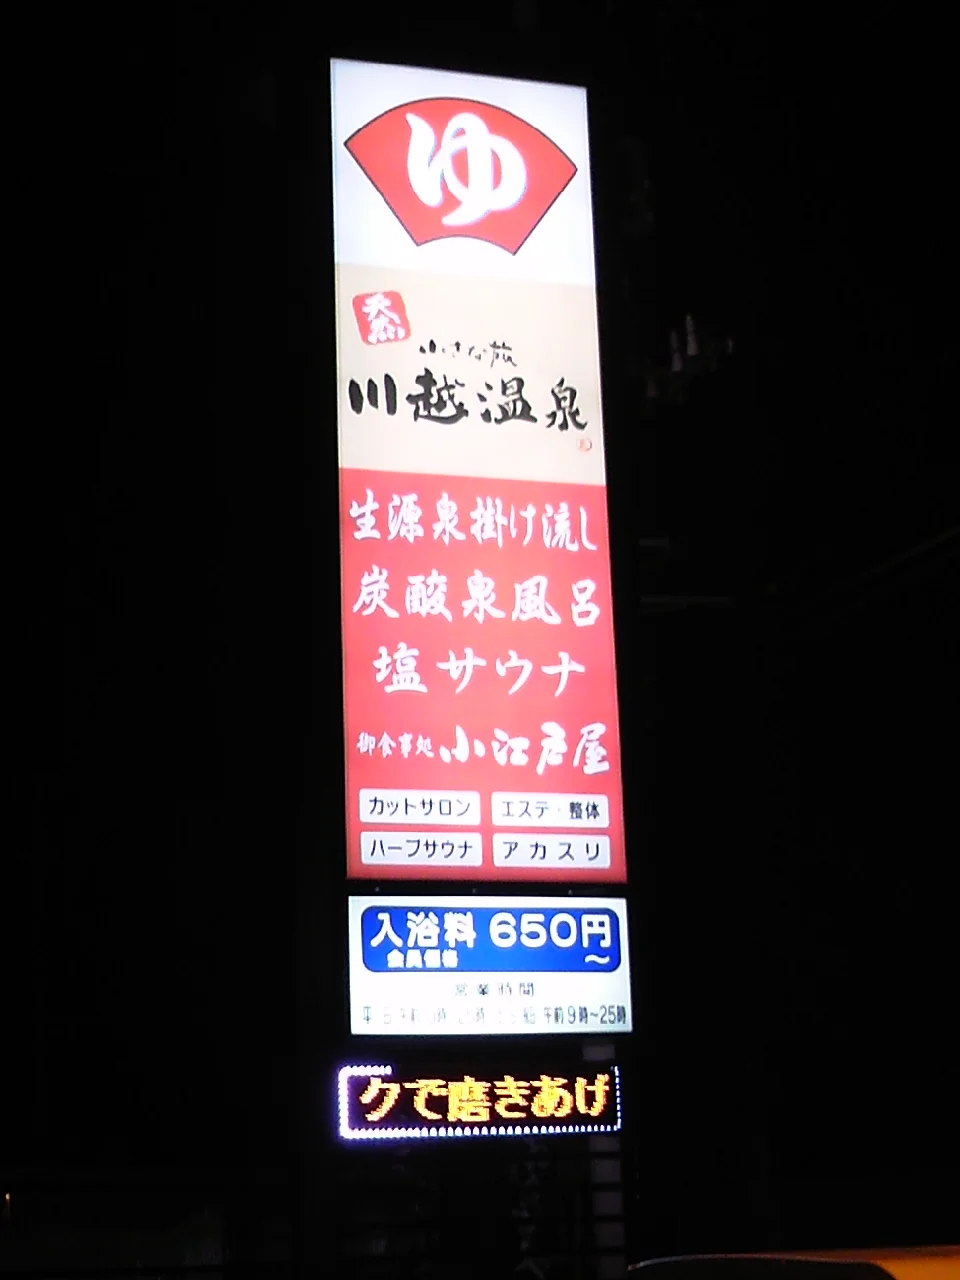 ゆ
天然
小さな旅
川越温泉
生源泉掛け流し
炭酸泉風呂
塩サウナ
御食事処 小江戸屋
カットサロン エステ・整体
ハーブサウナ アカスリ
入浴料 650円～
会員価格
営業時間
午前9時～25時
クで磨きあげ